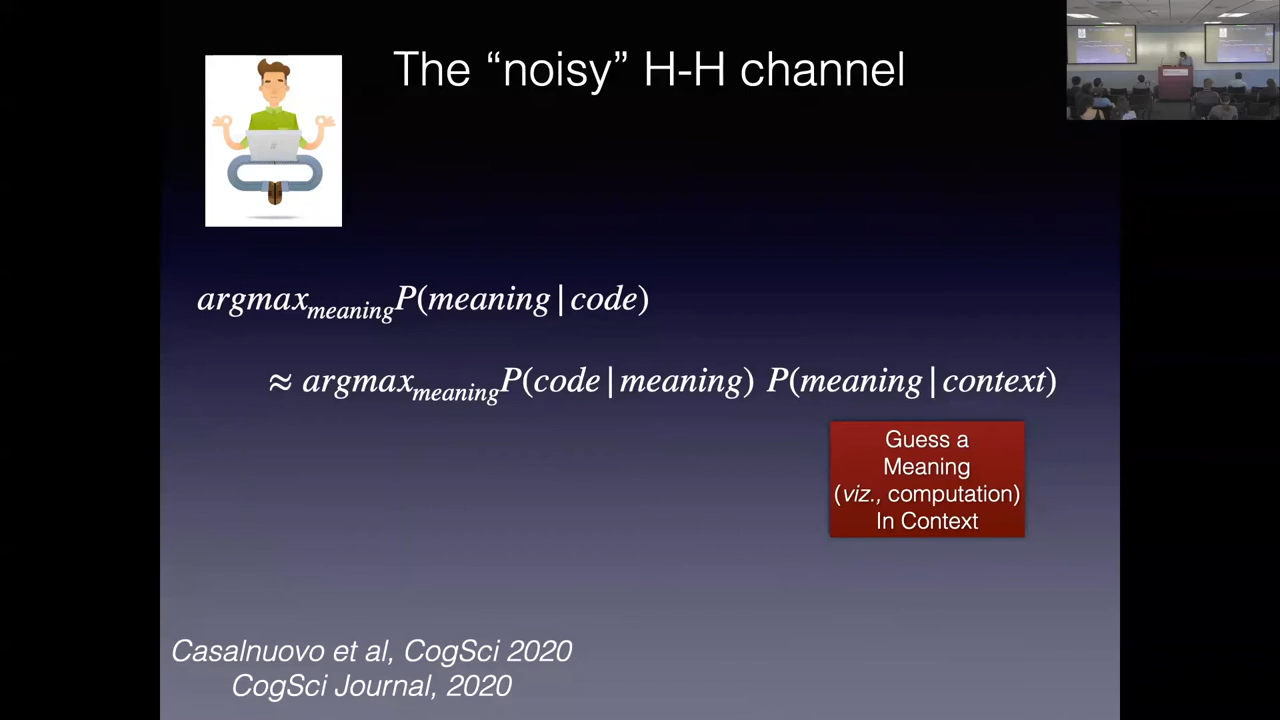 The “noisy” H-H channel
argmax_meaning P(meaning | code)
≈ argmax_meaning P(code | meaning) P(meaning | context)
Guess a
Meaning
(viz., computation)
In Context
Casalnuovo et al, CogSci 2020
CogSci Journal, 2020